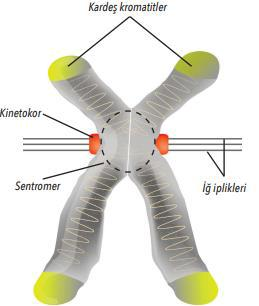 Kardeş kromatitler
Kinetokor
Sentromer
İğ iplikleri